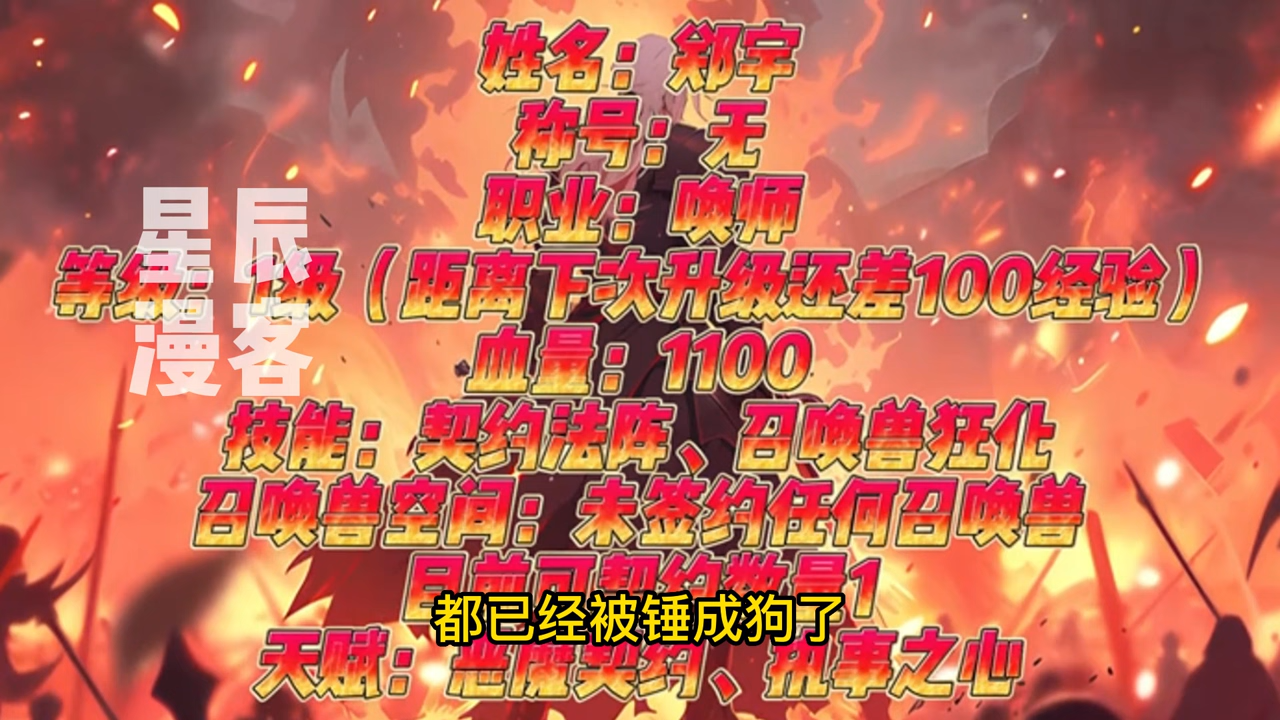 姓名：郑宇
称号：无
职业：唤师
等级：1级（距离下次升级还差100经验）
血量：1100
技能：契约法阵、召唤兽狂化
召唤兽空间：未签约任何召唤兽
目前可契约数量1
都已经被锤成狗了
天赋：恶魔契约、执事之心
星辰
漫客